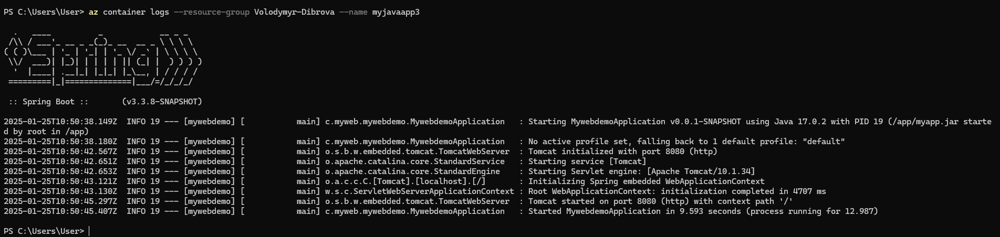 PS C:\Users\User> az container logs --resource-group Volodymyr-Dibrova --name myjavaapp3

  .   ____          _            __ _ _
 /\\ / ___'_ __ _ _(_)_ __  __ _ \ \ \ \
( ( )\___ | '_ | '_| | '_ \/ _` | \ \ \ \
 \\/  ___)| |_)| | | | | || (_| |  ) ) ) )
  '  |____| .__|_| |_|_| |_\__, | / / / /
 =========|_|==============|___/=/_/_/_/

 :: Spring Boot ::       (v3.3.8-SNAPSHOT)

2025-01-25T10:50:38.149Z  INFO 19 --- [mywebdemo] [           main] c.myweb.mywebdemo.MywebdemoApplication   : Starting MywebdemoApplication v0.0.1-SNAPSHOT using Java 17.0.2 with PID 19 (/app/myapp.jar starte
d by root in /app)
2025-01-25T10:50:38.180Z  INFO 19 --- [mywebdemo] [           main] c.myweb.mywebdemo.MywebdemoApplication   : No active profile set, falling back to 1 default profile: "default"
2025-01-25T10:50:42.567Z  INFO 19 --- [mywebdemo] [           main] o.s.b.w.embedded.tomcat.TomcatWebServer  : Tomcat initialized with port 8080 (http)
2025-01-25T10:50:42.651Z  INFO 19 --- [mywebdemo] [           main] o.apache.catalina.core.StandardService   : Starting service [Tomcat]
2025-01-25T10:50:42.653Z  INFO 19 --- [mywebdemo] [           main] o.apache.catalina.core.StandardEngine    : Starting Servlet engine: [Apache Tomcat/10.1.34]
2025-01-25T10:50:43.121Z  INFO 19 --- [mywebdemo] [           main] o.a.c.c.C.[Tomcat].[localhost].[/]       : Initializing Spring embedded WebApplicationContext
2025-01-25T10:50:43.130Z  INFO 19 --- [mywebdemo] [           main] w.s.c.ServletWebServerApplicationContext : Root WebApplicationContext: initialization completed in 4707 ms
2025-01-25T10:50:45.297Z  INFO 19 --- [mywebdemo] [           main] o.s.b.w.embedded.tomcat.TomcatWebServer  : Tomcat started on port 8080 (http) with context path '/'
2025-01-25T10:50:45.407Z  INFO 19 --- [mywebdemo] [           main] c.myweb.mywebdemo.MywebdemoApplication   : Started MywebdemoApplication in 9.593 seconds (process running for 12.987)

PS C:\Users\User>